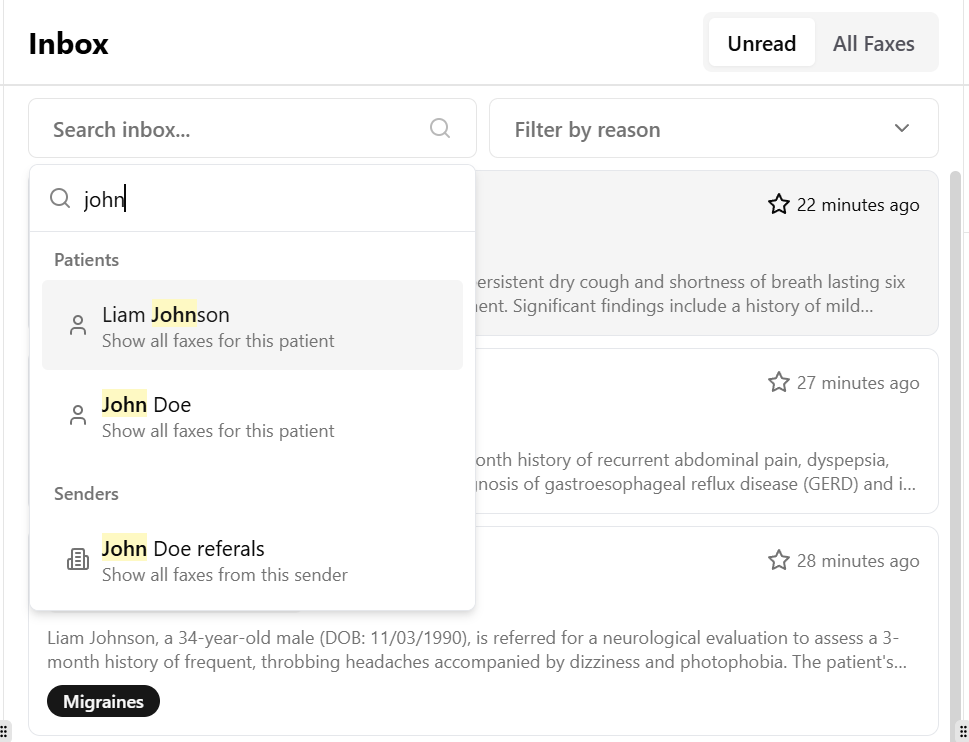 Inbox
Unread
All Faxes
Search inbox...
Filter by reason
john
22 minutes ago
Patients
ersistent dry cough and shortness of breath lasting six
ent. Significant findings include a history of mild...
Liam Johnson
Show all faxes for this patient
27 minutes ago
John Doe
Show all faxes for this patient
onth history of recurrent abdominal pain, dyspepsia,
nosis of gastroesophageal reflux disease (GERD) and i...
Senders
John Doe referals
Show all faxes from this sender
28 minutes ago
Liam Johnson, a 34-year-old male (DOB: 11/03/1990), is referred for a neurological evaluation to assess a 3-
month history of frequent, throbbing headaches accompanied by dizziness and photophobia. The patient's...
Migraines